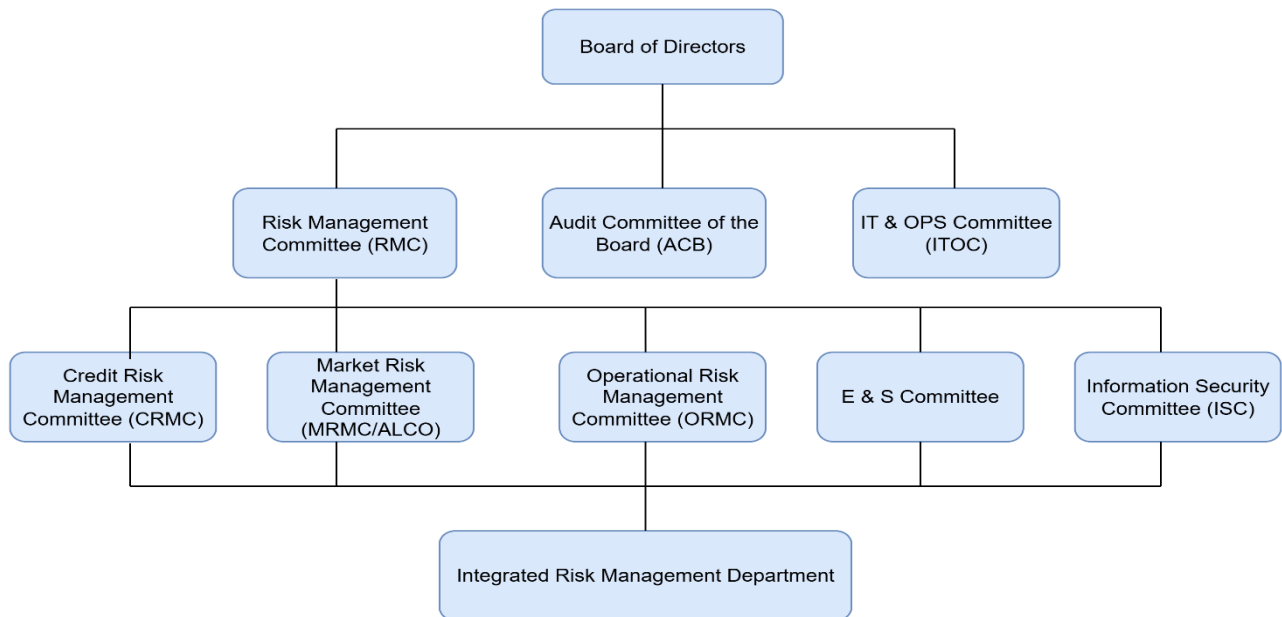 Board of Directors
Risk Management
Committee (RMC)
Audit Committee of the
Board (ACB)
IT & OPS Committee
(ITOC)
Credit Risk
Management
Committee (CRMC)
Market Risk
Management
Committee
(MRMC/ALCO)
Operational Risk
Management
Committee (ORMC)
E & S Committee
Information Security
Committee (ISC)
Integrated Risk Management Department